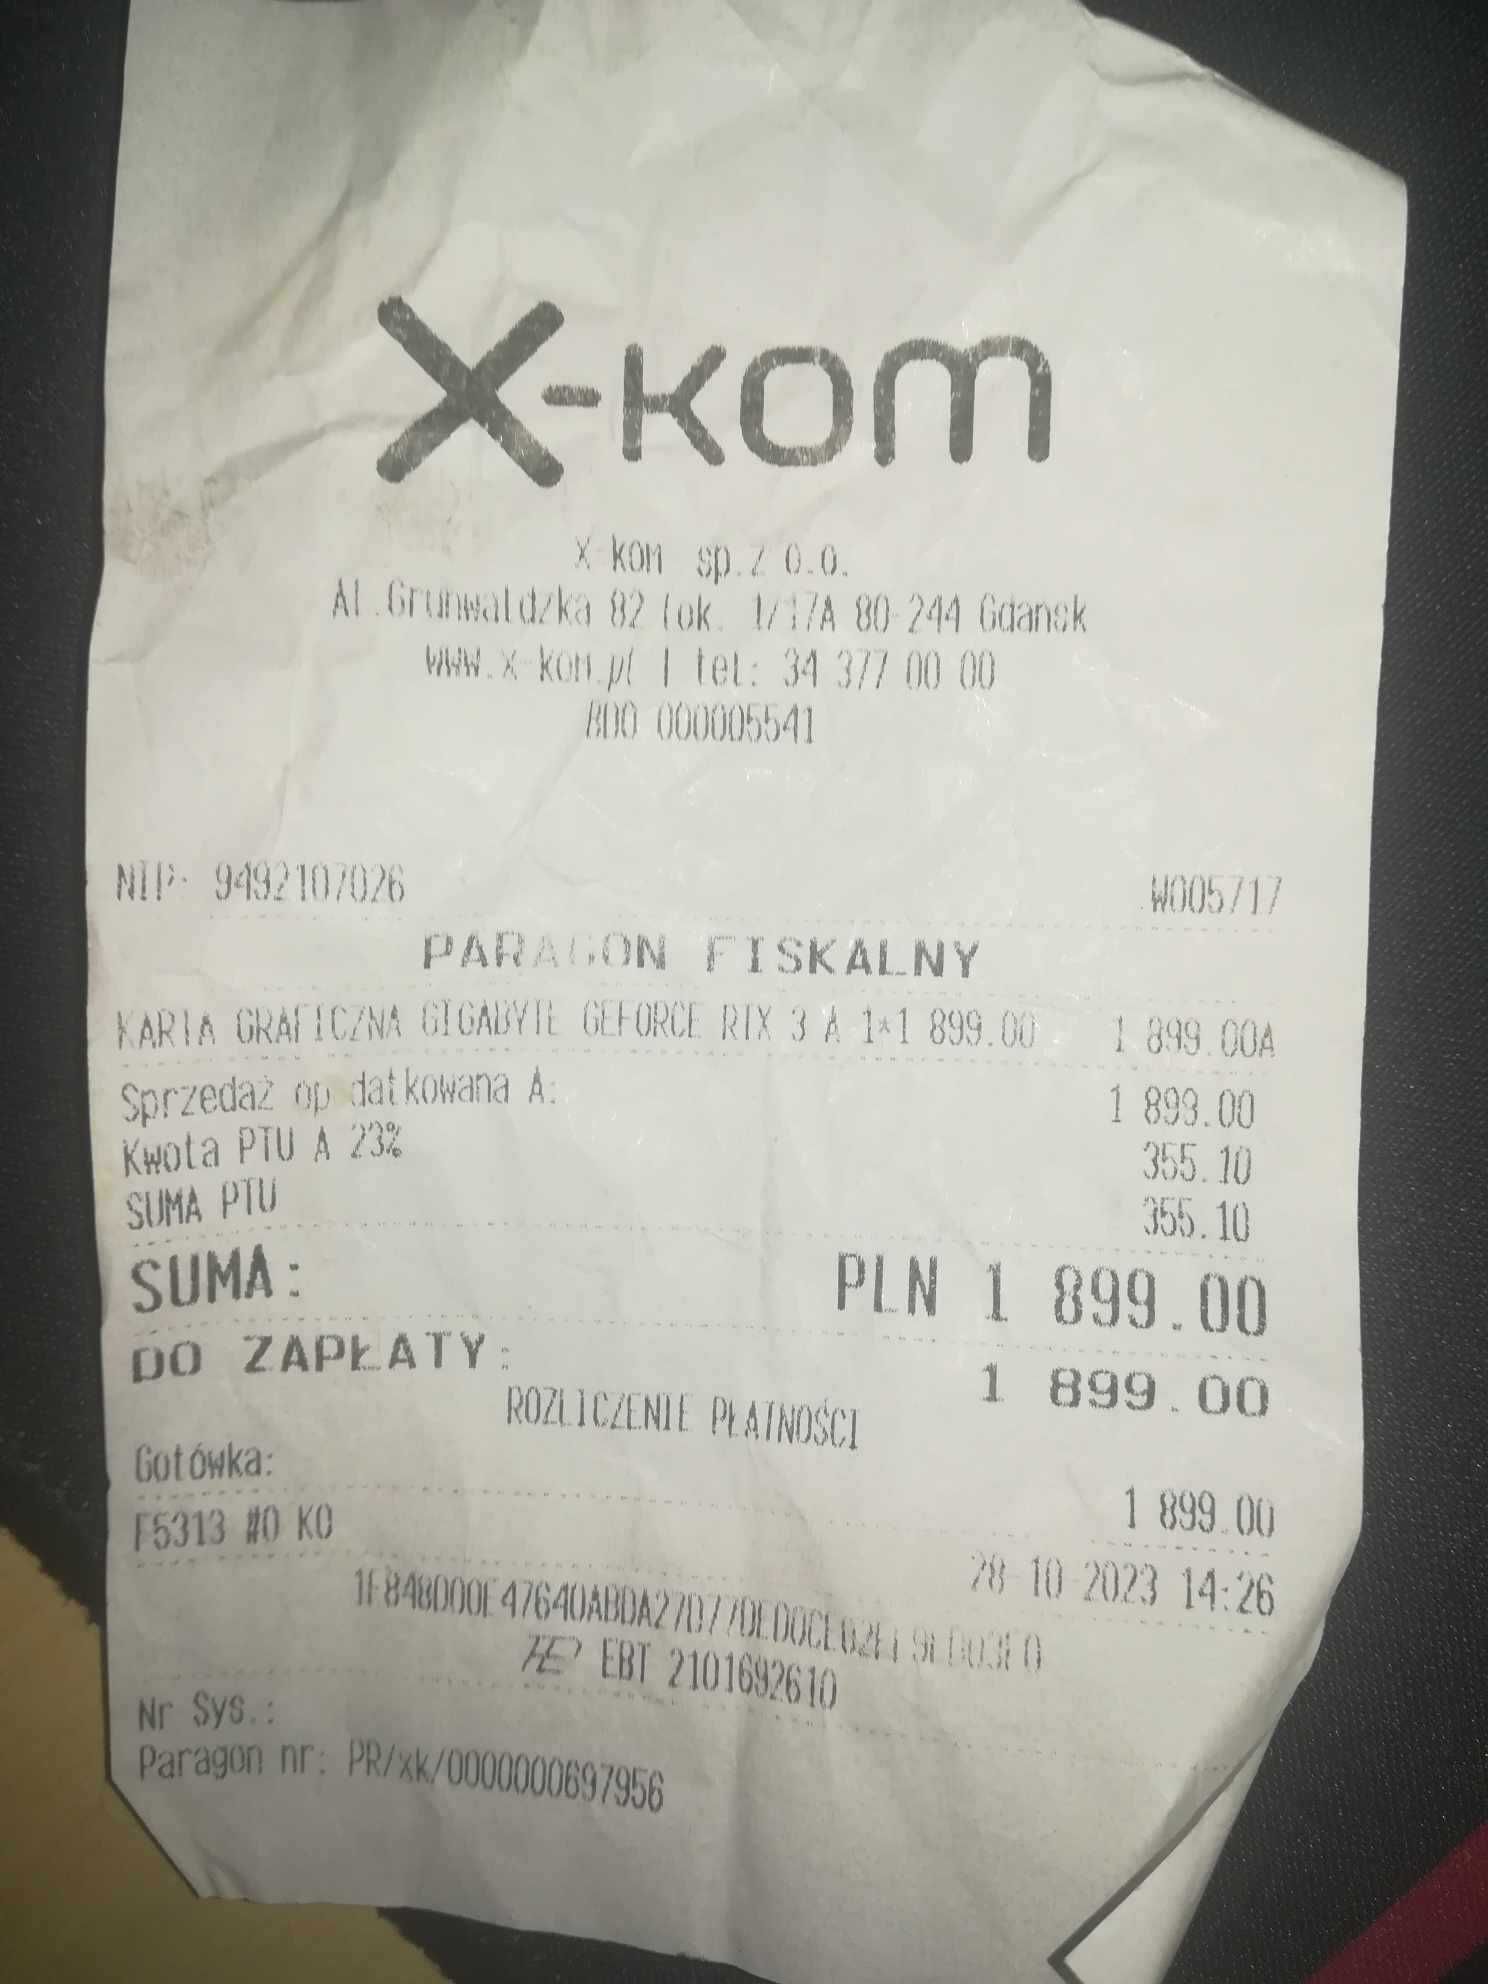 x-kom
x-kom sp.z o.o.
Al.Grunwaldzka 82 lok. 1/17A 80-244 Gdańsk
www.x-kom.pl | tel: 34 377 00 00
BDO 000005541
NIP: 9492107026 W005717
PARAGON FISKALNY
KARTA GRAFICZNA GIGABYTE GEFORCE RTX 3 A 1*1 899.00 1 899.00A
Sprzedaż opodatkowana A: 1 899.00
Kwota PTU A 23% 355.10
SUMA PTU 355.10
SUMA: PLN 1 899.00
DO ZAPŁATY: 1 899.00
ROZLICZENIE PŁATNOŚCI
Gotówka: 1 899.00
F5313 #0 KO 28-10-2023 14:26
EBT 2101692610
Nr Sys.:
Paragon nr: PR/xk/0000000697956